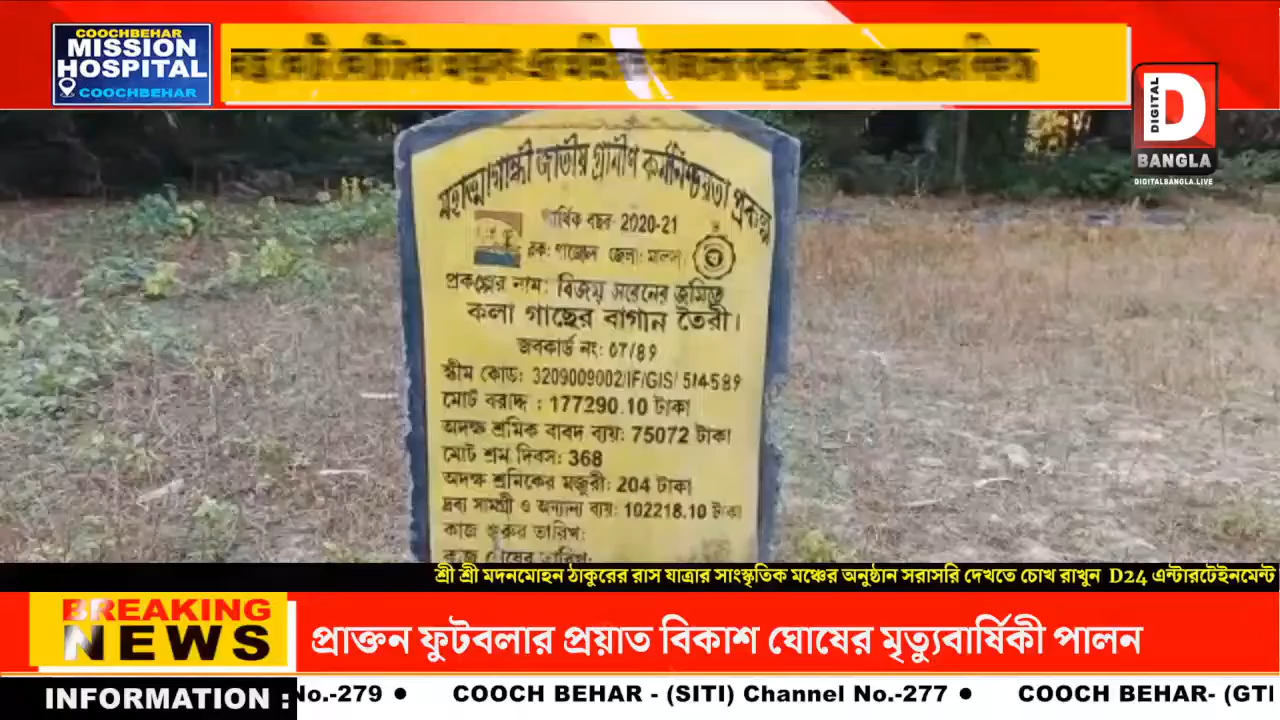 COOCHBEHAR
MISSION
HOSPITAL
COOCHBEHAR
DIGITAL
D
BANGLA
DIGITALBANGLA.LIVE
মহাত্মাগান্ধী জাতীয় গ্রামীণ কর্মনিশ্চয়তা প্রকল্প
আর্থিক বছর 2020-21
ব্লক: গাজোল জেলা: মালদা
প্রকল্পের নাম: বিজয় সরেনের জমিতে
কলা গাছের বাগান তৈরী।
জবকার্ড নং: 07/89
স্কীম কোড: 3209009002/IF/GIS/ 514589
মোট বরাদ্দ : 177290.10 টাকা
অদক্ষ শ্রমিক বাবদ ব্যয়: 75072 টাকা
মোট শ্রম দিবস: 368
অদক্ষ শ্রমিকের মজুরী: 204 টাকা
দ্রব্য সামগ্রী ও অন্যান্য ব্যয়: 102218.10 টাকা
কাজ শুরুর তারিখ:
কাজ শেষের তারিখ:
শ্রী শ্রী মদনমোহন ঠাকুরের রাস যাত্রার সাংস্কৃতিক মঞ্চের অনুষ্ঠান সরাসরি দেখতে চোখ রাখুন D24 এন্টারটেইনমেন্ট
BREAKING
NEWS
প্রাক্তন ফুটবলার প্রয়াত বিকাশ ঘোষের মৃত্যুবার্ষিকী পালন
INFORMATION : No.-279 ● COOCH BEHAR - (SITI) Channel No.-277 ● COOCH BEHAR- (GTI